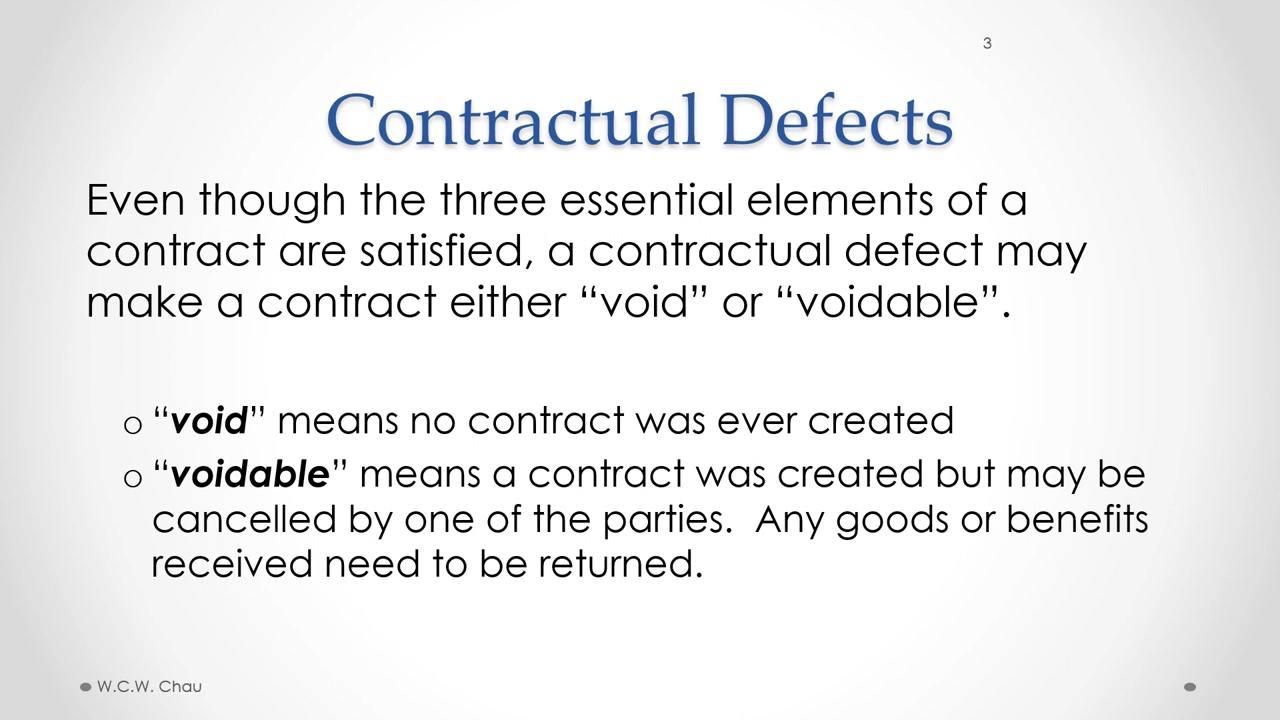 3
Contractual Defects
Even though the three essential elements of a
contract are satisfied, a contractual defect may
make a contract either “void” or “voidable”.
o “void” means no contract was ever created
o “voidable” means a contract was created but may be
cancelled by one of the parties.  Any goods or benefits
received need to be returned.
W.C.W. Chau